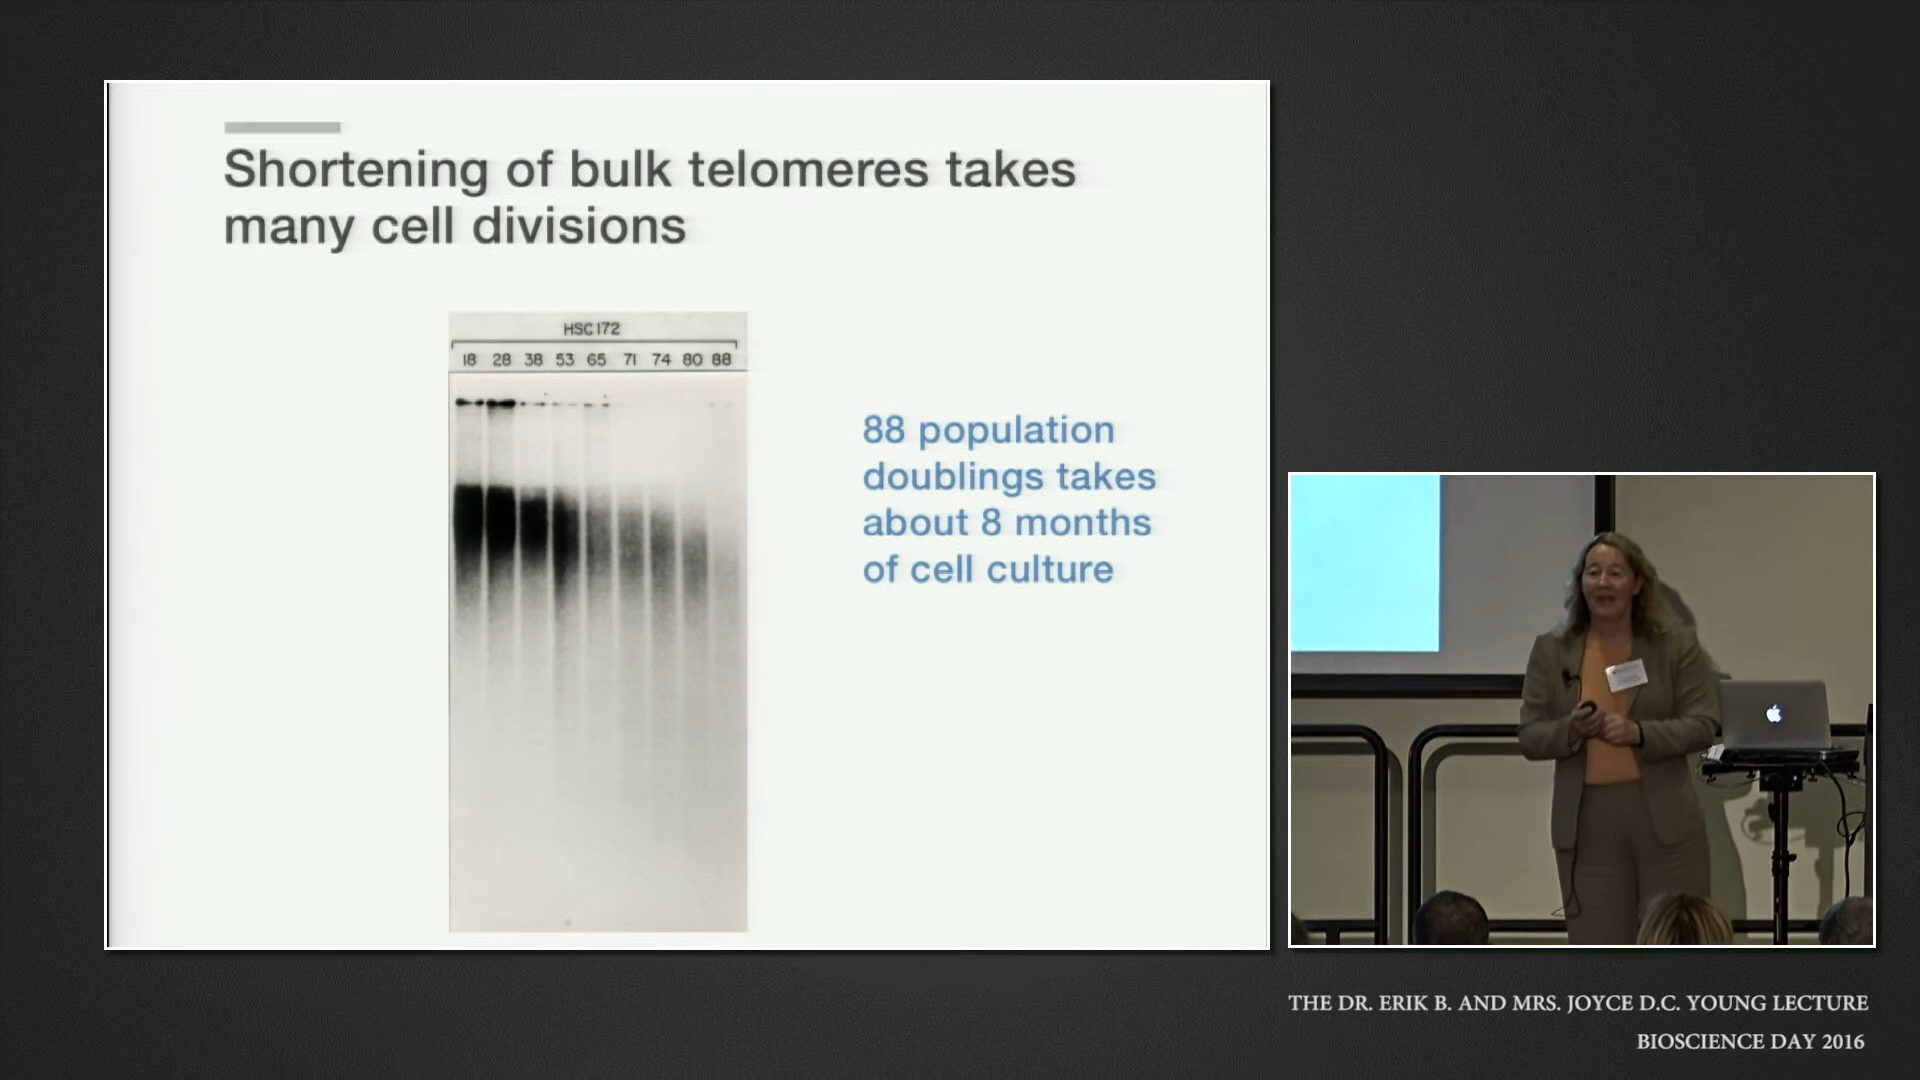 Shortening of bulk telomeres takes
many cell divisions
HSC172
18 28 38 53 65 71 74 80 88
88 population
doublings takes
about 8 months
of cell culture
THE DR. ERIK B. AND MRS. JOYCE D.C. YOUNG LECTURE
BIOSCIENCE DAY 2016